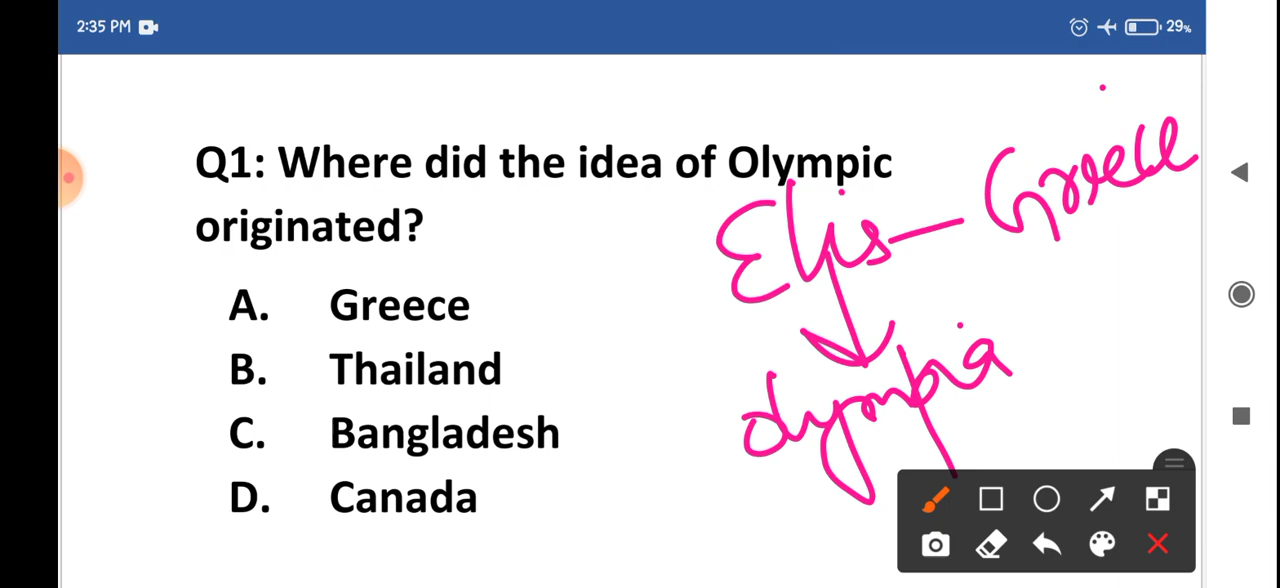 2:35 PM 29%
Q1: Where did the idea of Olympic
originated?
Elis — Greece
A. Greece
B. Thailand
Olympia
C. Bangladesh
D. Canada